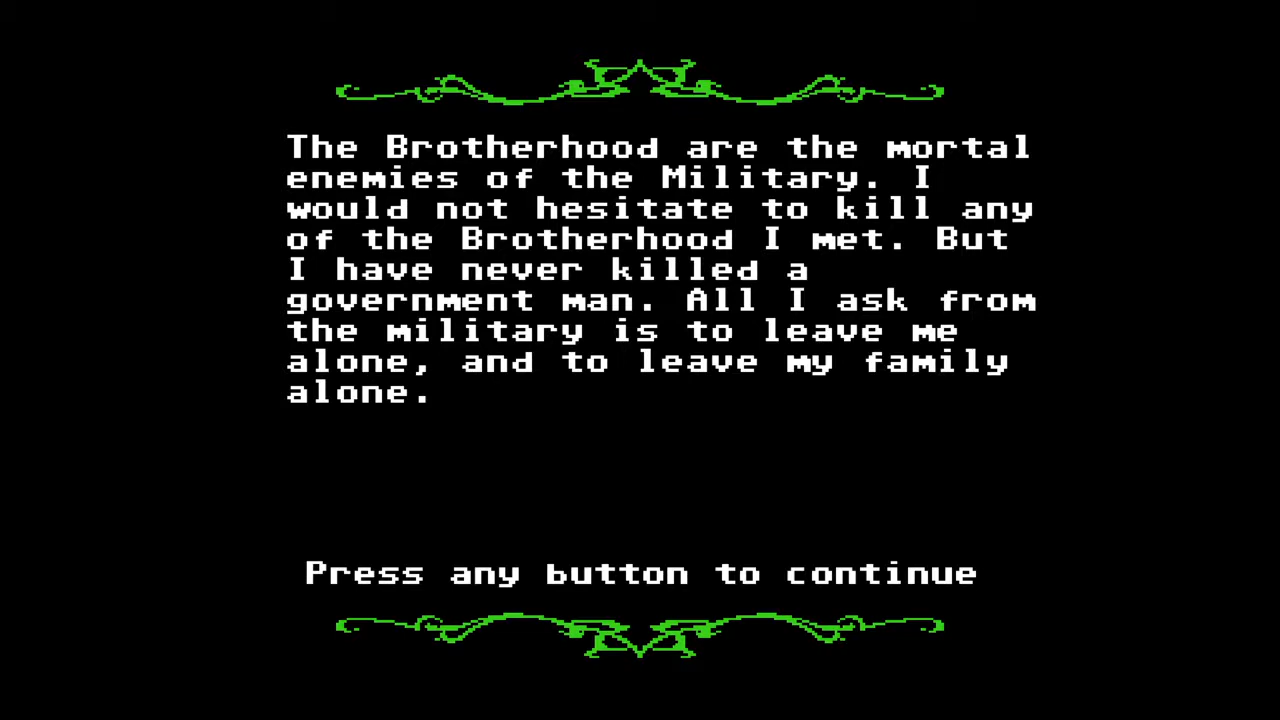 The Brotherhood are the mortal
enemies of the Military. I
would not hesitate to kill any
of the Brotherhood I met. But
I have never killed a
government man. All I ask from
the military is to leave me
alone, and to leave my family
alone.
Press any button to continue